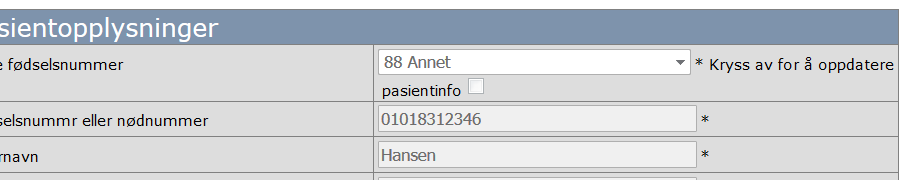 sientopplysninger
e fødselsnummer 88 Annet * Kryss av for å oppdatere
pasientinfo
selsnummr eller nødnummer 01018312346 *
rnavn Hansen *